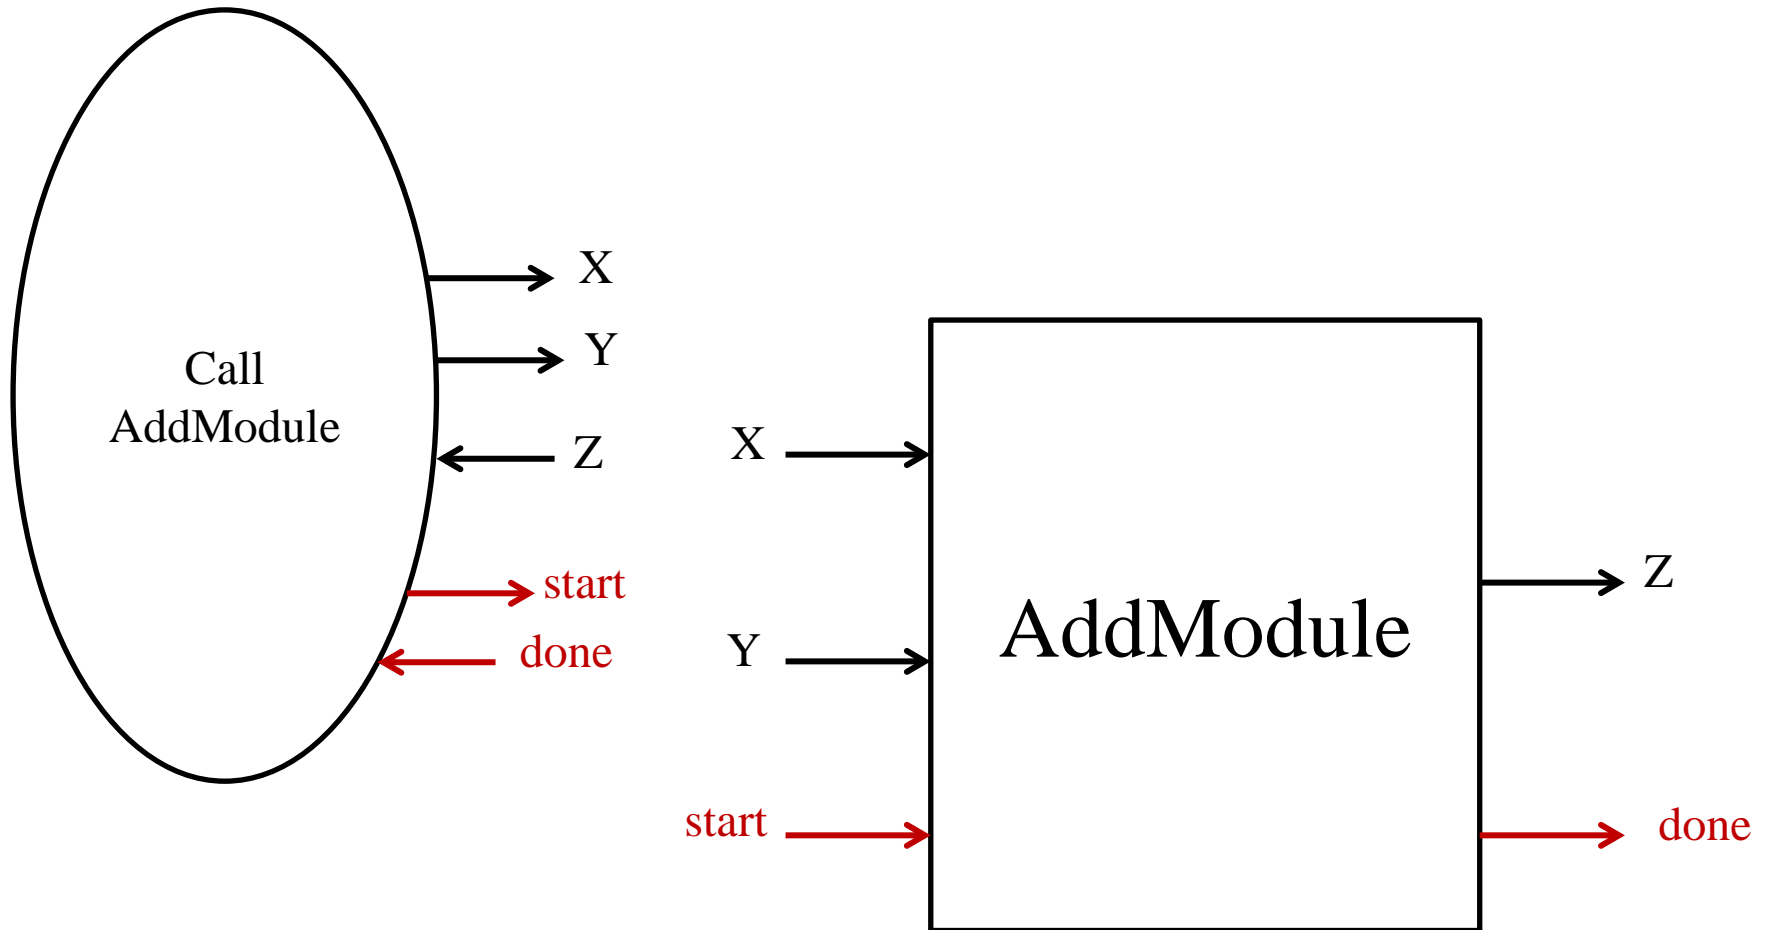 X
Y
Call
AddModule
Z
start
done
X
Y
start
AddModule
Z
done